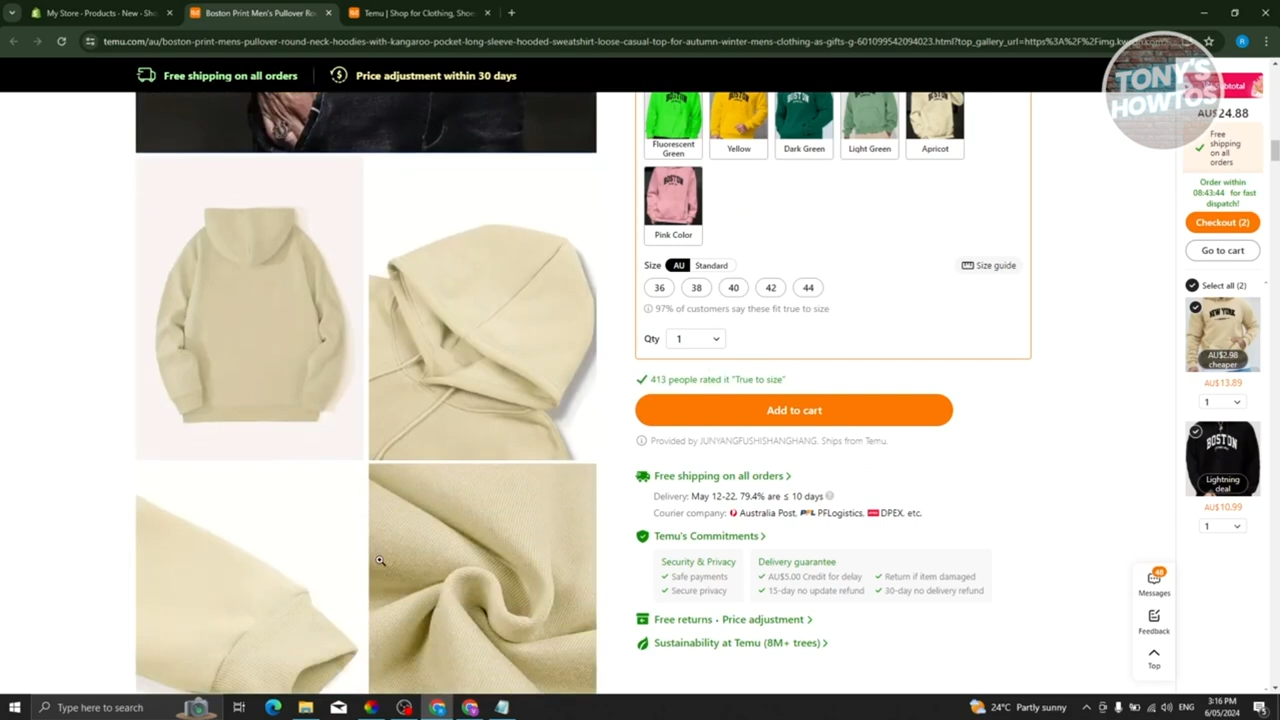 My Store - Products - New - Sho
Boston Print Men's Pullover Rou
Temu | Shop for Clothing, Shoe
temu.com/au/boston-print-mens-pullover-round-neck-hoodies-with-kangaroo-pocket-long-sleeve-hooded-sweatshirt-loose-casual-top-for-autumn-winter-mens-clothing-as-gifts-g-601099542094023.html?top_gallery_url=https%3A%2F%2Fimg.kw
R
Free shipping on all orders
Price adjustment within 30 days
TONY'S
HOWTOS
Subtotal
AU$24.88
Free
shipping
on all
orders
Order within
08:43:44 for fast
dispatch!
Checkout (2)
Go to cart
Select all (2)
NEW YORK
AU$2.98
cheaper
AU$13.89
1
BOSTON
Lightning
deal
AU$10.99
1
Fluorescent
Green
Yellow
Dark Green
Light Green
Apricot
BOSTON
Pink Color
Size AU Standard
Size guide
36 38 40 42 44
97% of customers say these fit true to size
Qty 1
413 people rated it "True to size"
Add to cart
Provided by JUNYANGFUSHISHANGHANG. Ships from Temu.
Free shipping on all orders
Delivery: May 12-22, 79.4% are ≤ 10 days
Courier company: Australia Post, PFLogistics, DPEX, etc.
Temu's Commitments
Security & Privacy
Safe payments
Secure privacy
Delivery guarantee
AU$5.00 Credit for delay
Return if item damaged
15-day no update refund
30-day no delivery refund
Free returns · Price adjustment
Sustainability at Temu (8M+ trees)
48
Messages
Feedback
Top
Type here to search
24°C Partly sunny
ENG
3:16 PM
6/05/2024
5